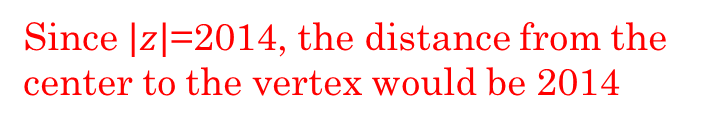 Since |z|=2014, the distance from the
center to the vertex would be 2014